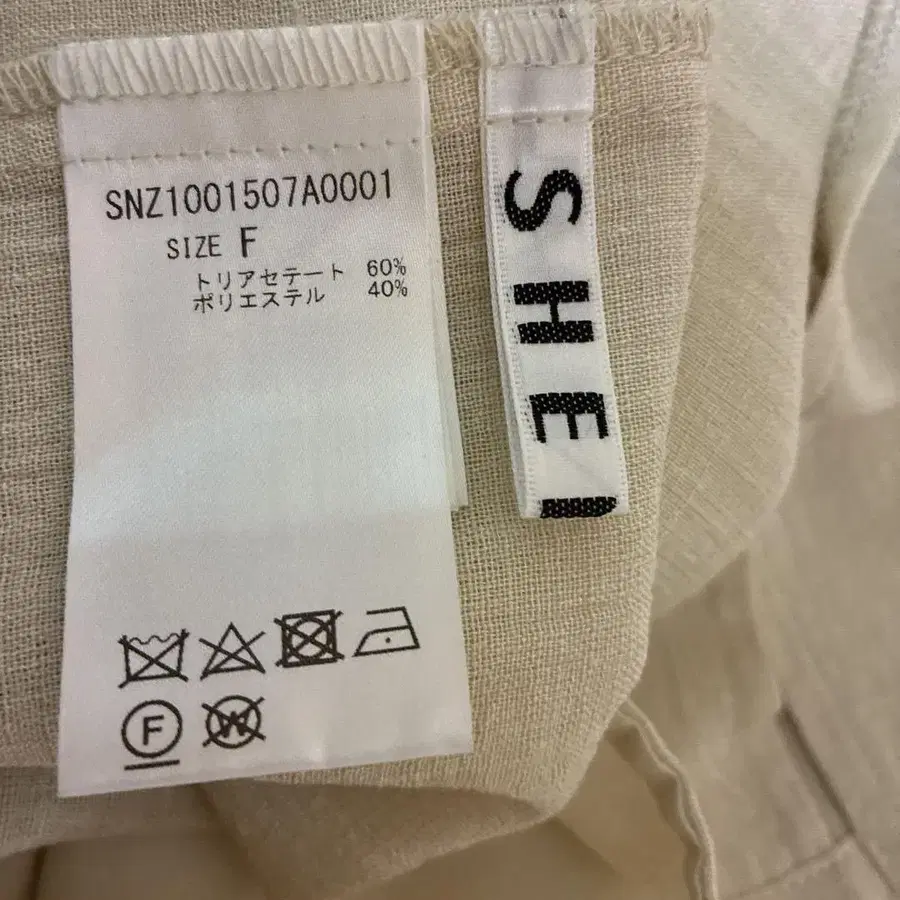 SNZ1001507A0001
SIZE F
トリアセテート 60%
ポリエステル 40%
F
W
SHE